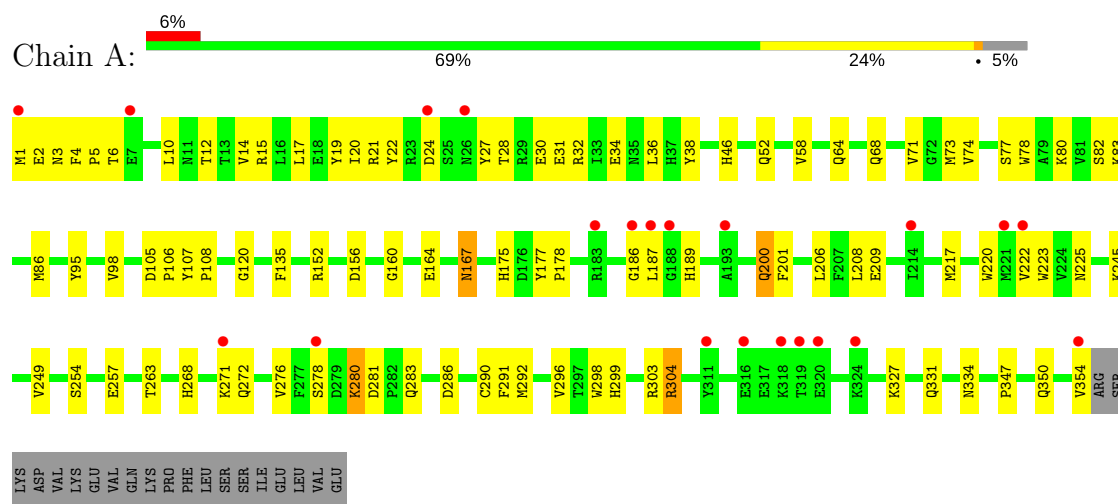 6%
Chain A:
69% 24% • 5%
M1 E2 N3 F4 P5 T6 E7 L10 N11 T12 T13 V14 R15 L16 L17 E18 Y19 I20 R21 Y22 R23 D24 S25 N26 Y27 T28 R29 E30 E31 R32 I33 E34 N35 L36 H37 Y38 H46 Q52 V58 Q64 Q68 V71 G72 M73 V74 S77 W78 A79 K80 V81 S82
M86 Y95 V98 D105 P106 Y107 P108 G120 F135 R152 D156 G160 E164 N167 H175 D176 Y177 P178 R183 G186 L187 G188 H189 A193 Q200 F201 L206 F207 L208 E209 I214 M217 W220 M221 V222 W223 V224 N225 K245
V249 S254 E257 T263 H268 K271 Q272 V276 F277 S278 D279 K280 D281 P282 Q283 D286 C290 F291 M292 V296 T297 W298 H299 R303 R304 Y311 E316 E317 K318 T319 E320 K324 K327 Q331 N334 P347 Q350 V354 ARG SER
LYS ASP VAL LYS GLU VAL GLN LYS PRO PHE LEU SER SER ILE GLU LEU VAL GLU